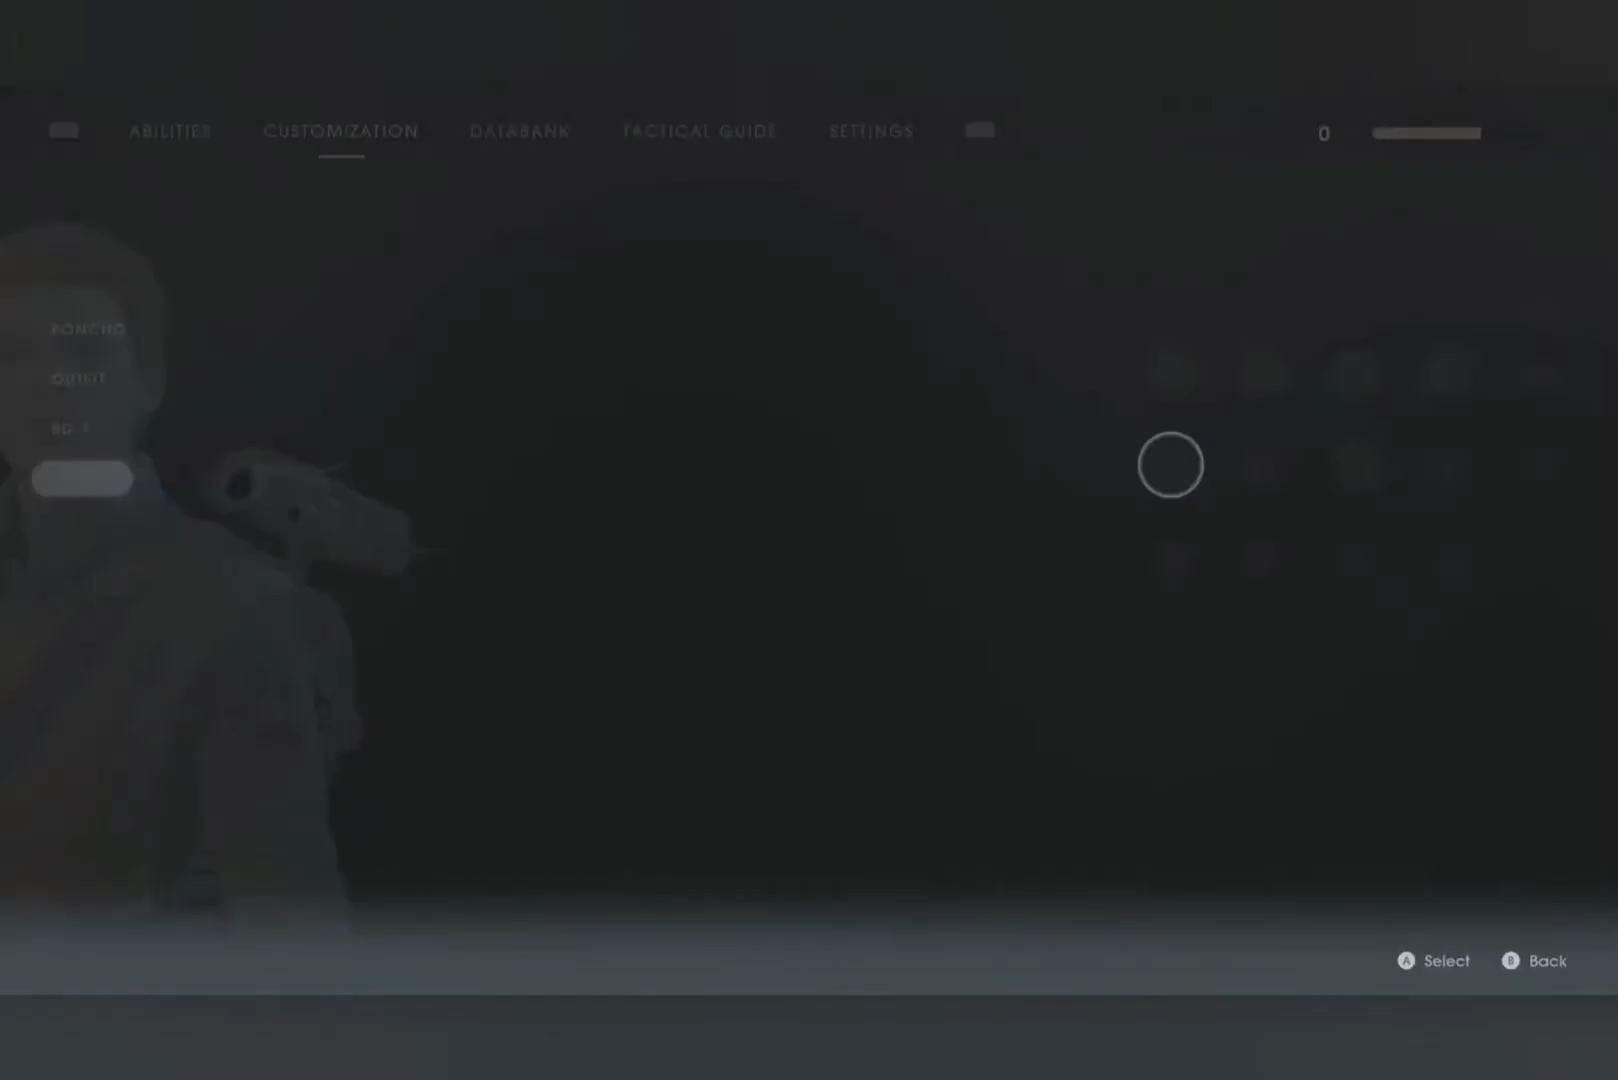 ABILITIES CUSTOMIZATION DATABANK TACTICAL GUIDE SETTINGS 0
PONCHO
OUTFIT
BD-1
A Select B Back